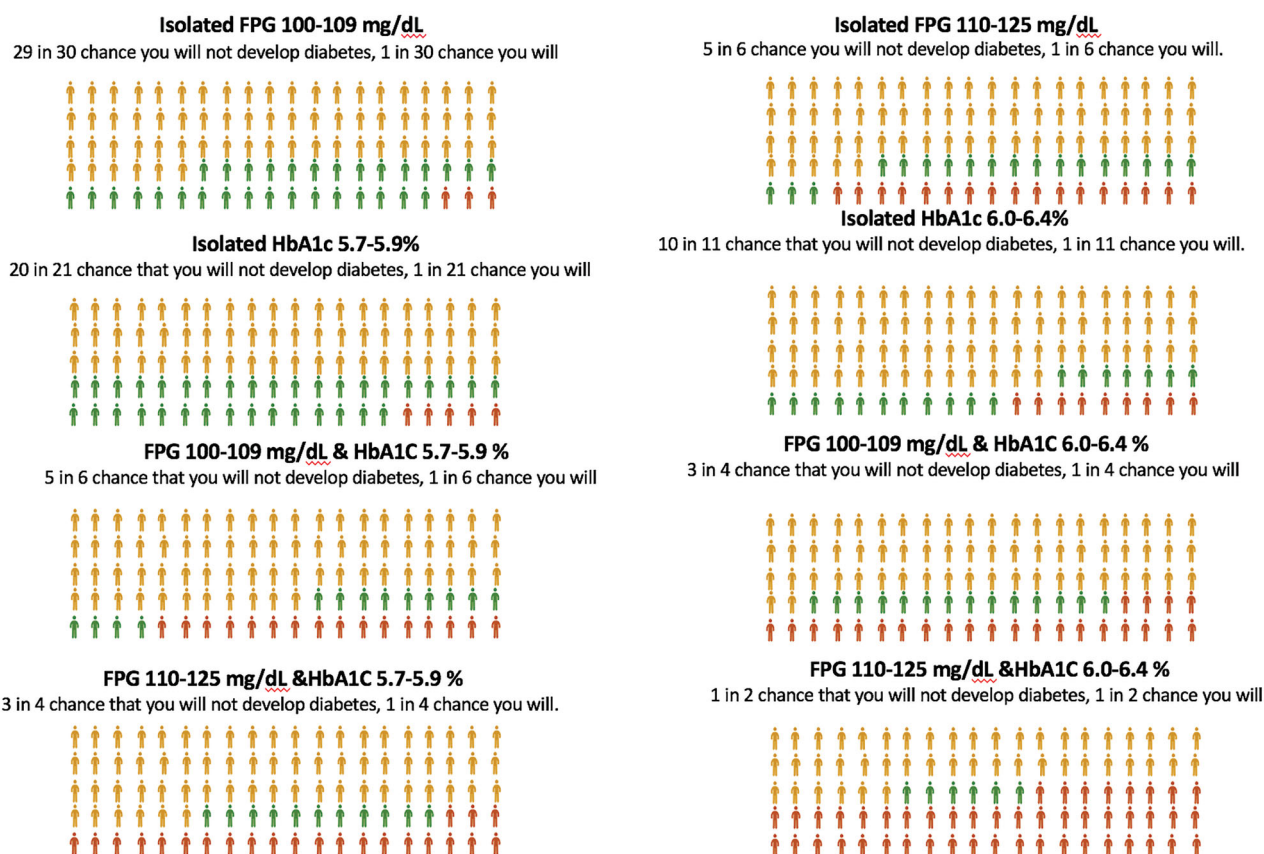 Isolated FPG 100-109 mg/dL
29 in 30 chance you will not develop diabetes, 1 in 30 chance you will
Isolated FPG 110-125 mg/dL
5 in 6 chance you will not develop diabetes, 1 in 6 chance you will.
Isolated HbA1c 5.7-5.9%
20 in 21 chance that you will not develop diabetes, 1 in 21 chance you will
Isolated HbA1c 6.0-6.4%
10 in 11 chance that you will not develop diabetes, 1 in 11 chance you will.
FPG 100-109 mg/dL & HbA1C 5.7-5.9 %
5 in 6 chance that you will not develop diabetes, 1 in 6 chance you will
FPG 100-109 mg/dL & HbA1C 6.0-6.4 %
3 in 4 chance that you will not develop diabetes, 1 in 4 chance you will
FPG 110-125 mg/dL &HbA1C 5.7-5.9 %
3 in 4 chance that you will not develop diabetes, 1 in 4 chance you will.
FPG 110-125 mg/dL &HbA1C 6.0-6.4 %
1 in 2 chance that you will not develop diabetes, 1 in 2 chance you will